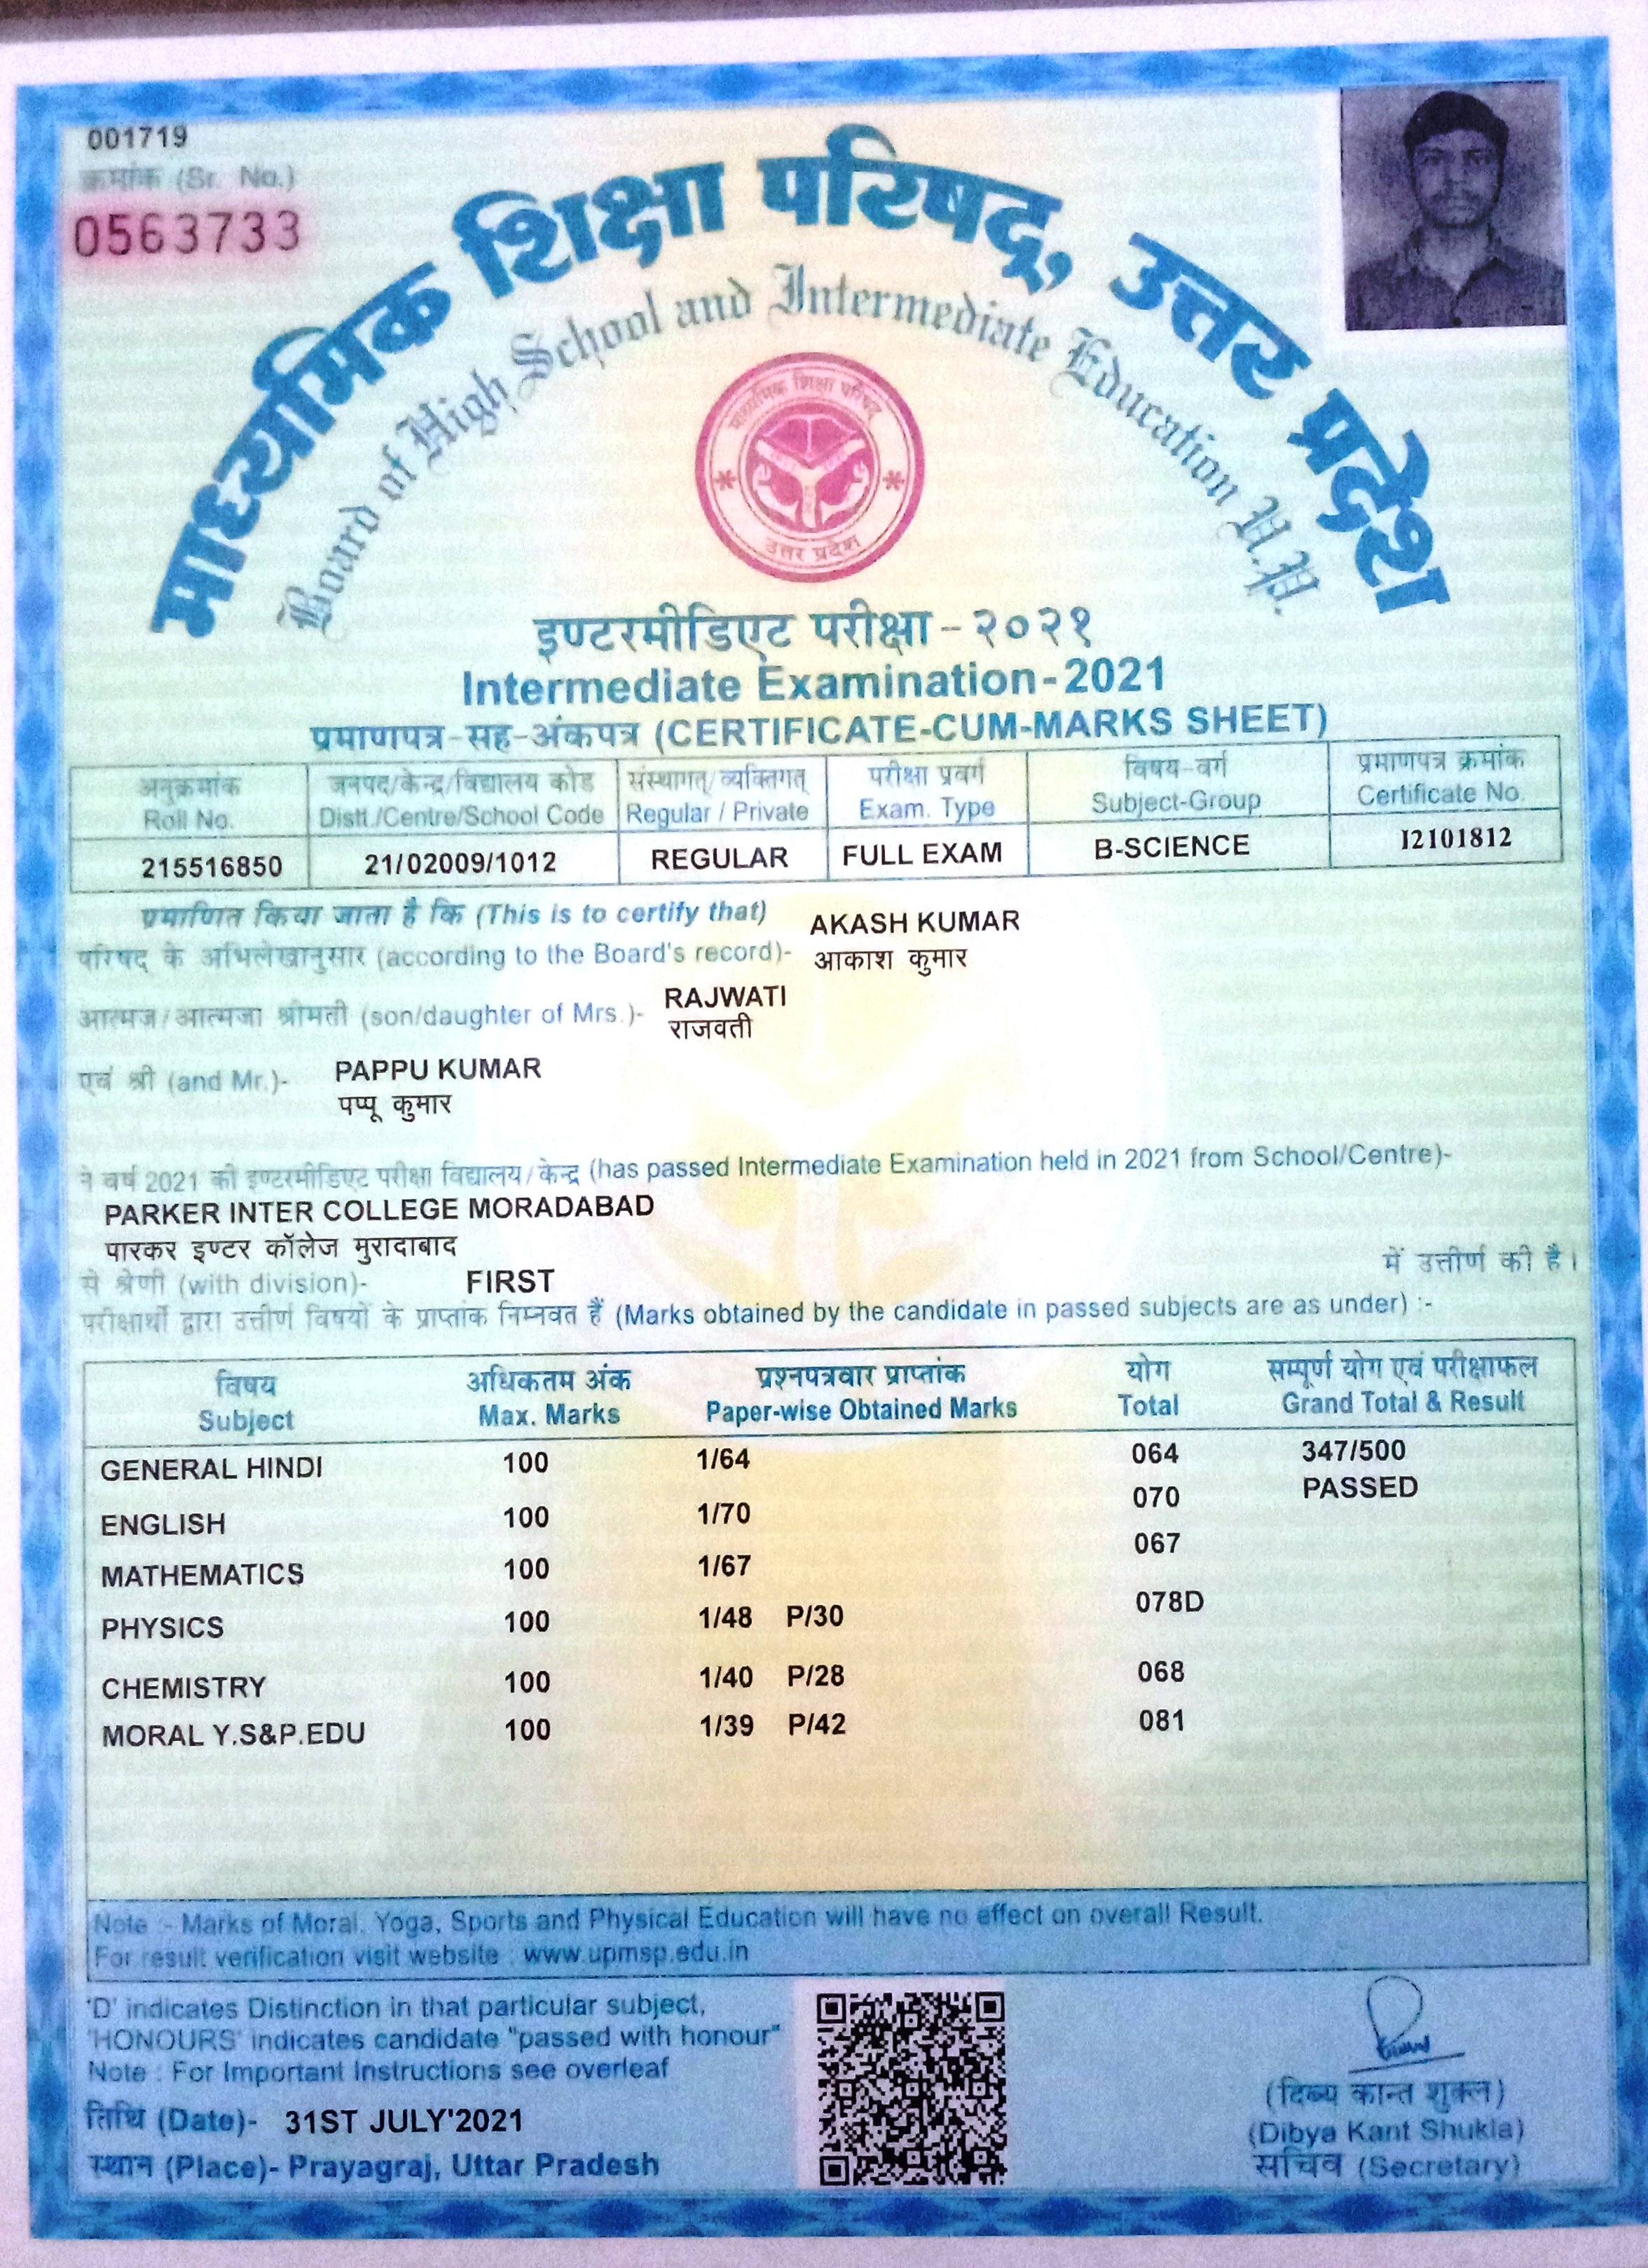 001719
क्रमांक (Sr. No.)
0563733
माध्यमिक शिक्षा परिषद्, उत्तर प्रदेश
Board of High School and Intermediate Education U.P.
माध्यमिक शिक्षा परिषद्
उत्तर प्रदेश
इण्टरमीडिएट परीक्षा - २०२१
Intermediate Examination-2021
प्रमाणपत्र-सह-अंकपत्र (CERTIFICATE-CUM-MARKS SHEET)
अनुक्रमांक जनपद/केन्द्र/विद्यालय कोड संस्थागत्/व्यक्तिगत् परीक्षा प्रवर्ग विषय-वर्ग प्रमाणपत्र क्रमांक
Roll No. Distt./Centre/School Code Regular / Private Exam. Type Subject-Group Certificate No.
215516850 21/02009/1012 REGULAR FULL EXAM B-SCIENCE I2101812
प्रमाणित किया जाता है कि (This is to certify that) AKASH KUMAR
परिषद के अभिलेखानुसार (according to the Board's record)- आकाश कुमार
आत्मज/आत्मजा श्रीमती (son/daughter of Mrs.)- RAJWATI
राजवती
एवं श्री (and Mr.)- PAPPU KUMAR
पप्पू कुमार
ने वर्ष 2021 की इण्टरमीडिएट परीक्षा विद्यालय/केन्द्र (has passed Intermediate Examination held in 2021 from School/Centre)-
PARKER INTER COLLEGE MORADABAD
पारकर इण्टर कॉलेज मुरादाबाद
में उत्तीर्ण की है।
से श्रेणी (with division)- FIRST
परीक्षार्थी द्वारा उत्तीर्ण विषयों के प्राप्तांक निम्नवत हैं (Marks obtained by the candidate in passed subjects are as under) :-
विषय अधिकतम अंक प्रश्नपत्रवार प्राप्तांक योग सम्पूर्ण योग एवं परीक्षाफल
Subject Max. Marks Paper-wise Obtained Marks Total Grand Total & Result
GENERAL HINDI 100 1/64 064 347/500
PASSED
ENGLISH 100 1/70 070
MATHEMATICS 100 1/67 067
PHYSICS 100 1/48 P/30 078D
CHEMISTRY 100 1/40 P/28 068
MORAL Y.S&P.EDU 100 1/39 P/42 081
Note :- Marks of Moral, Yoga, Sports and Physical Education will have no effect on overall Result.
For result verification visit website : www.upmsp.edu.in
'D' indicates Distinction in that particular subject,
'HONOURS' indicates candidate "passed with honour"
Note : For Important Instructions see overleaf
तिथि (Date)- 31ST JULY'2021
स्थान (Place)- Prayagraj, Uttar Pradesh
(दिव्य कान्त शुक्ल)
(Dibya Kant Shukla)
सचिव (Secretary)